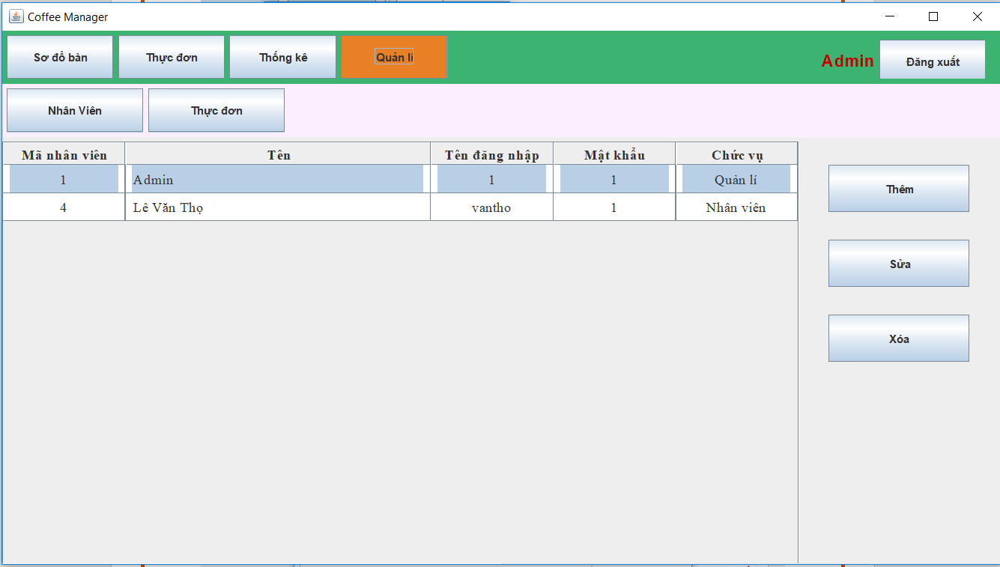 Coffee Manager
Sơ đồ bàn Thực đơn Thống kê Quản lí Admin Đăng xuất
Nhân Viên Thực đơn
Mã nhân viên Tên Tên đăng nhập Mật khẩu Chức vụ
1 Admin 1 1 Quản lí
4 Lê Văn Thọ vantho 1 Nhân viên
Thêm
Sửa
Xóa